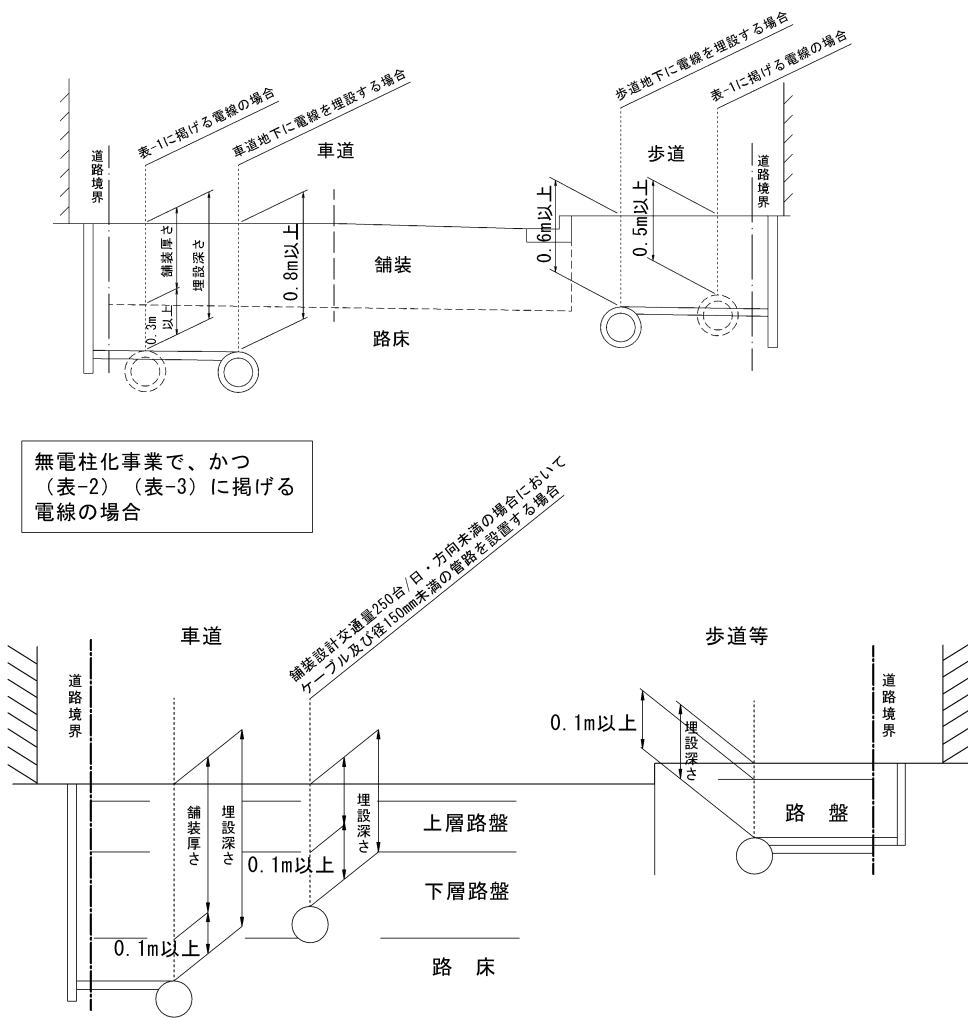 表-1に掲げる電線の場合
車道地下に電線を埋設する場合
歩道地下に電線を埋設する場合
表-1に掲げる電線の場合
道路境界
車道
歩道
道路境界
舗装厚さ
埋設深さ
0.8m以上
0.6m以上
0.5m以上
舗装
0.3m
以上
路床
無電柱化事業で、かつ
（表-2）（表-3）に掲げる
電線の場合
舗装設計交通量250台/日・方向未満の場合において
ケーブル及び径150mm未満の管路を設置する場合
車道
歩道等
道路境界
道路境界
0.1m以上
埋設深さ
舗装厚さ
埋設深さ
埋設深さ
0.1m以上
上層路盤
路 盤
下層路盤
0.1m以上
路 床